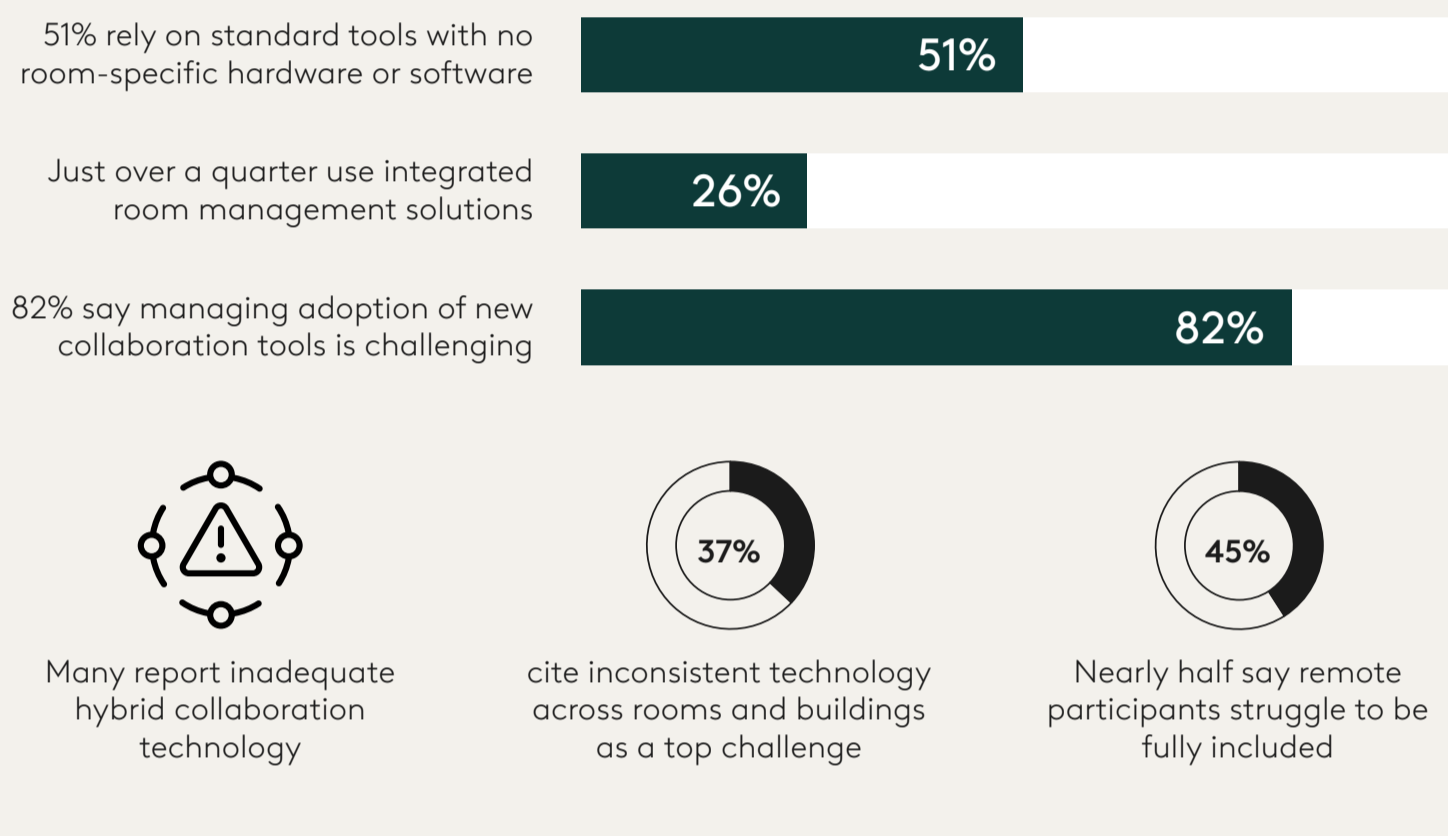 51% rely on standard tools with no
room-specific hardware or software
51%
Just over a quarter use integrated
room management solutions
26%
82% say managing adoption of new
collaboration tools is challenging
82%
Many report inadequate
hybrid collaboration
technology
37%
cite inconsistent technology
across rooms and buildings
as a top challenge
45%
Nearly half say remote
participants struggle to be
fully included